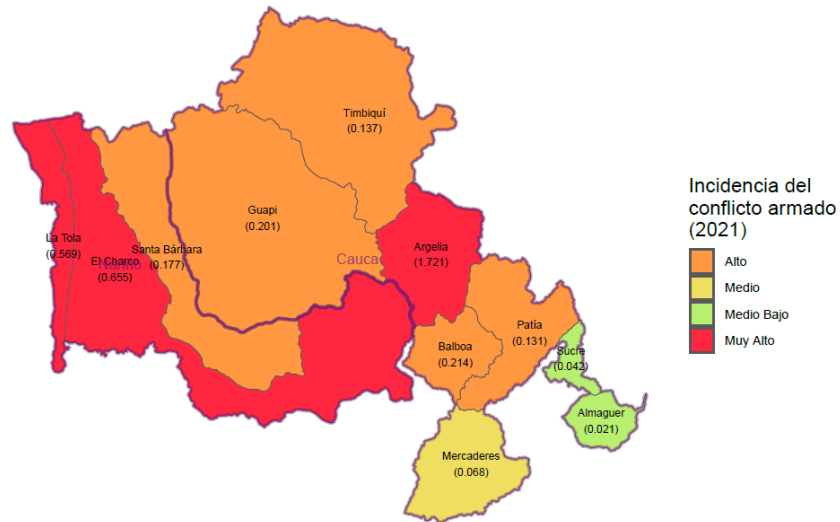 Timbiquí
(0.137)
Guapi
(0.201)
La Tola
(0.569)
El Charco
(0.655)
Nariño
Santa Bárbara
(0.177)
Cauca
Argelia
(1.721)
Balboa
(0.214)
Patía
(0.131)
Sucre
(0.042)
Almaguer
(0.021)
Mercaderes
(0.068)
Incidencia del
conflicto armado
(2021)
Alto
Medio
Medio Bajo
Muy Alto